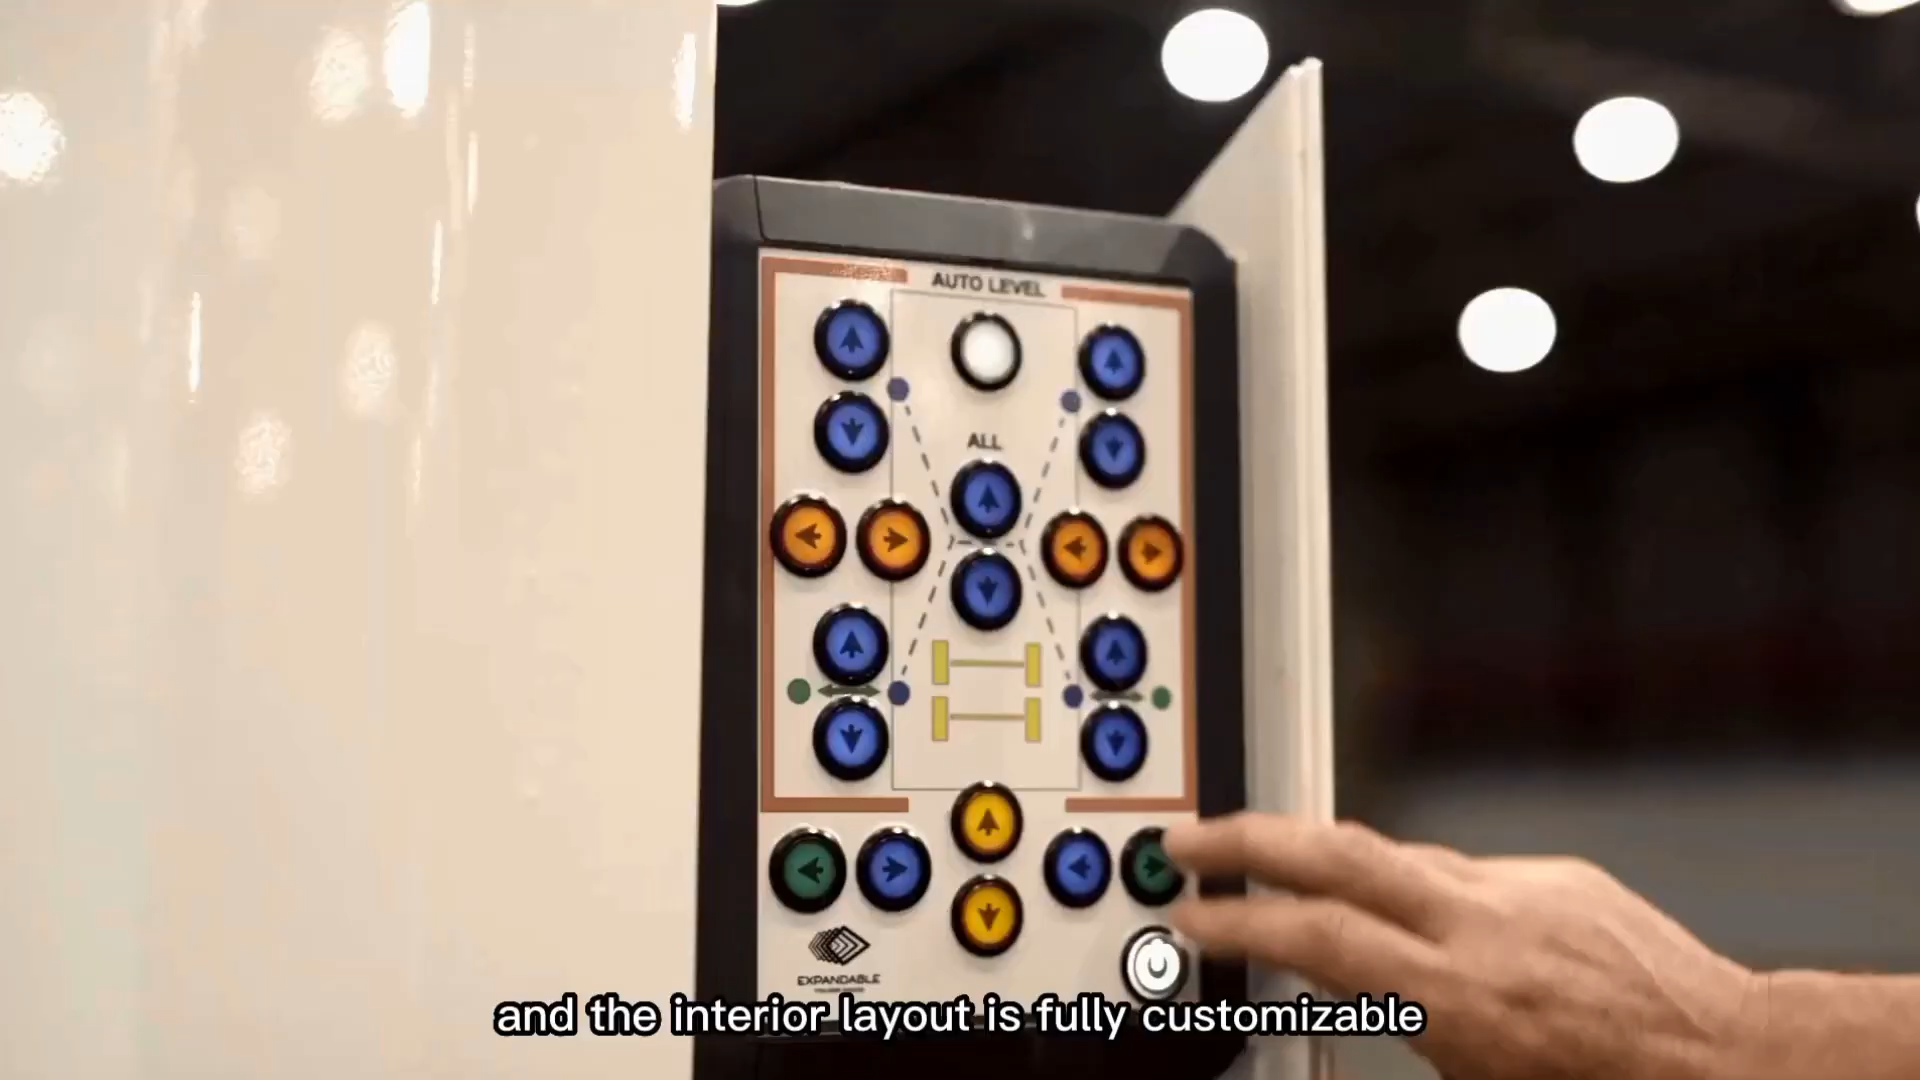 AUTO LEVEL
ALL
EXPANDABLE
and the interior layout is fully customizable